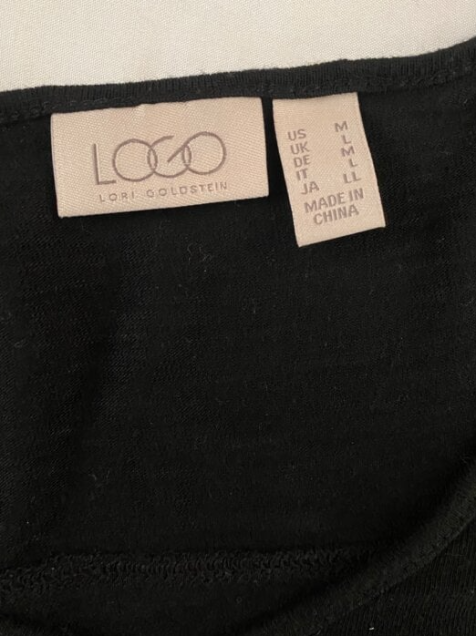 LOGO
LORI GOLDSTEIN
US M
UK L
DE M
IT L
JA LL
MADE IN
CHINA